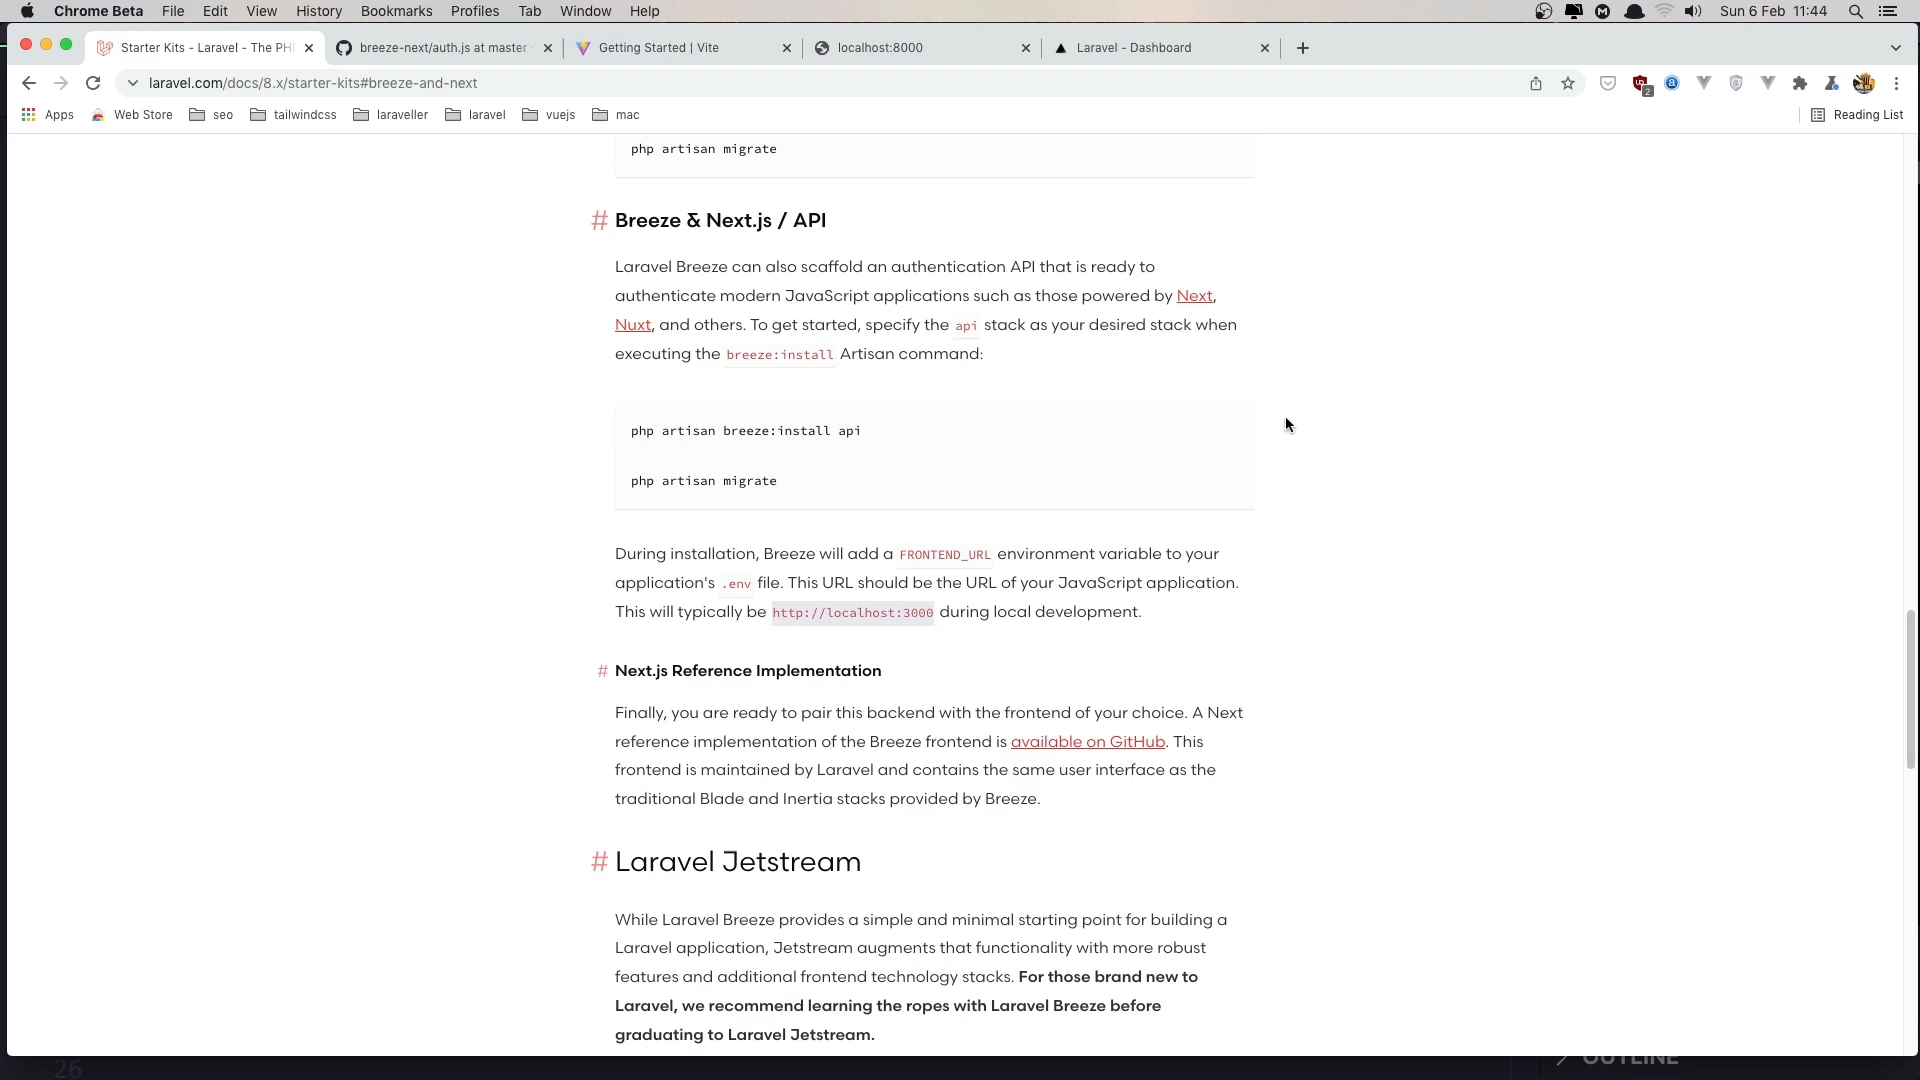 Chrome Beta File Edit View History Bookmarks Profiles Tab Window Help Sun 6 Feb 11:44
Starter Kits - Laravel - The PH
breeze-next/auth.js at master
Getting Started | Vite
localhost:8000
Laravel - Dashboard
laravel.com/docs/8.x/starter-kits#breeze-and-next
2
Apps Web Store seo tailwindcss laraveller laravel vuejs mac Reading List
php artisan migrate
# Breeze & Next.js / API
Laravel Breeze can also scaffold an authentication API that is ready to
authenticate modern JavaScript applications such as those powered by Next,
Nuxt, and others. To get started, specify the api stack as your desired stack when
executing the breeze:install Artisan command:
php artisan breeze:install api
php artisan migrate
During installation, Breeze will add a FRONTEND_URL environment variable to your
application's .env file. This URL should be the URL of your JavaScript application.
This will typically be http://localhost:3000 during local development.
# Next.js Reference Implementation
Finally, you are ready to pair this backend with the frontend of your choice. A Next
reference implementation of the Breeze frontend is available on GitHub. This
frontend is maintained by Laravel and contains the same user interface as the
traditional Blade and Inertia stacks provided by Breeze.
# Laravel Jetstream
While Laravel Breeze provides a simple and minimal starting point for building a
Laravel application, Jetstream augments that functionality with more robust
features and additional frontend technology stacks. For those brand new to
Laravel, we recommend learning the ropes with Laravel Breeze before
graduating to Laravel Jetstream.
26
OUTLINE